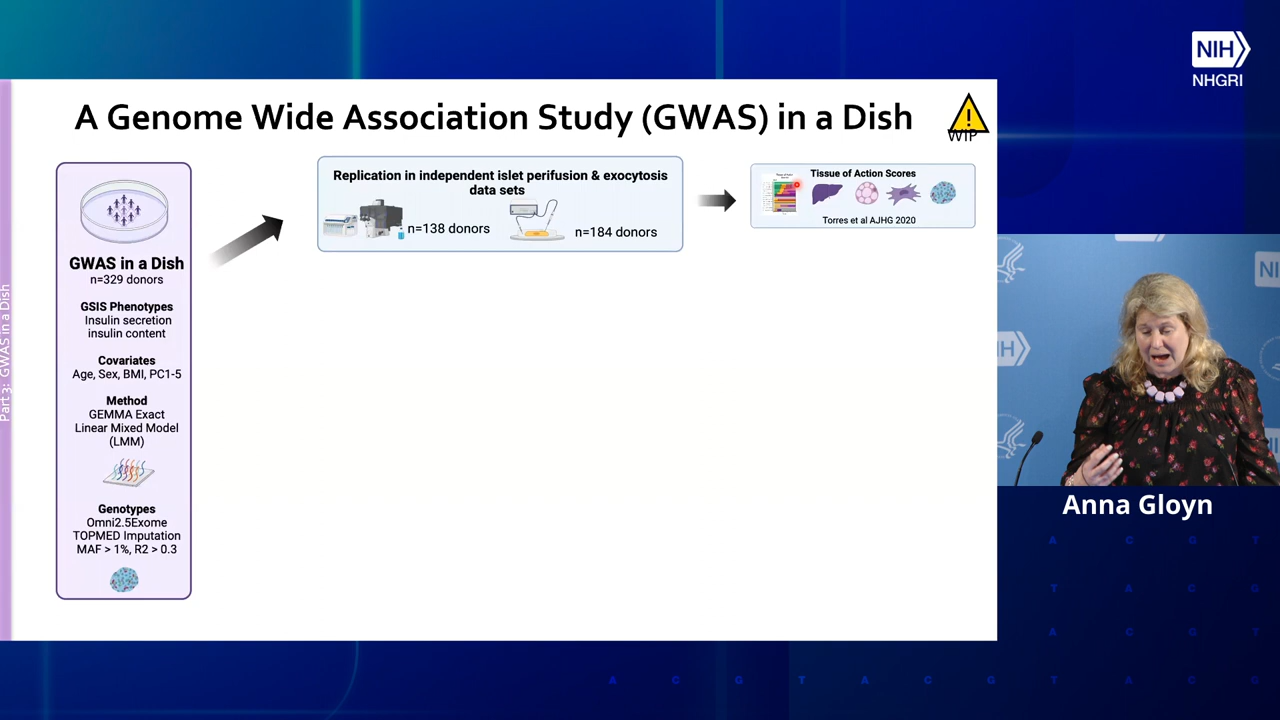 NIH
NHGRI
A Genome Wide Association Study (GWAS) in a Dish
WIP
Part 3: GWAS in a Dish
GWAS in a Dish
n=329 donors
GSIS Phenotypes
Insulin secretion
insulin content
Covariates
Age, Sex, BMI, PC1-5
Method
GEMMA Exact
Linear Mixed Model
(LMM)
Genotypes
Omni2.5Exome
TOPMED Imputation
MAF > 1%, R2 > 0.3
Replication in independent islet perifusion & exocytosis
data sets
n=138 donors
n=184 donors
Tissue of Action Scores
Torres et al AJHG 2020
NI
IH
Anna Gloyn
A C G T
T A C G
A C G T
A C G T A C G T A C G T